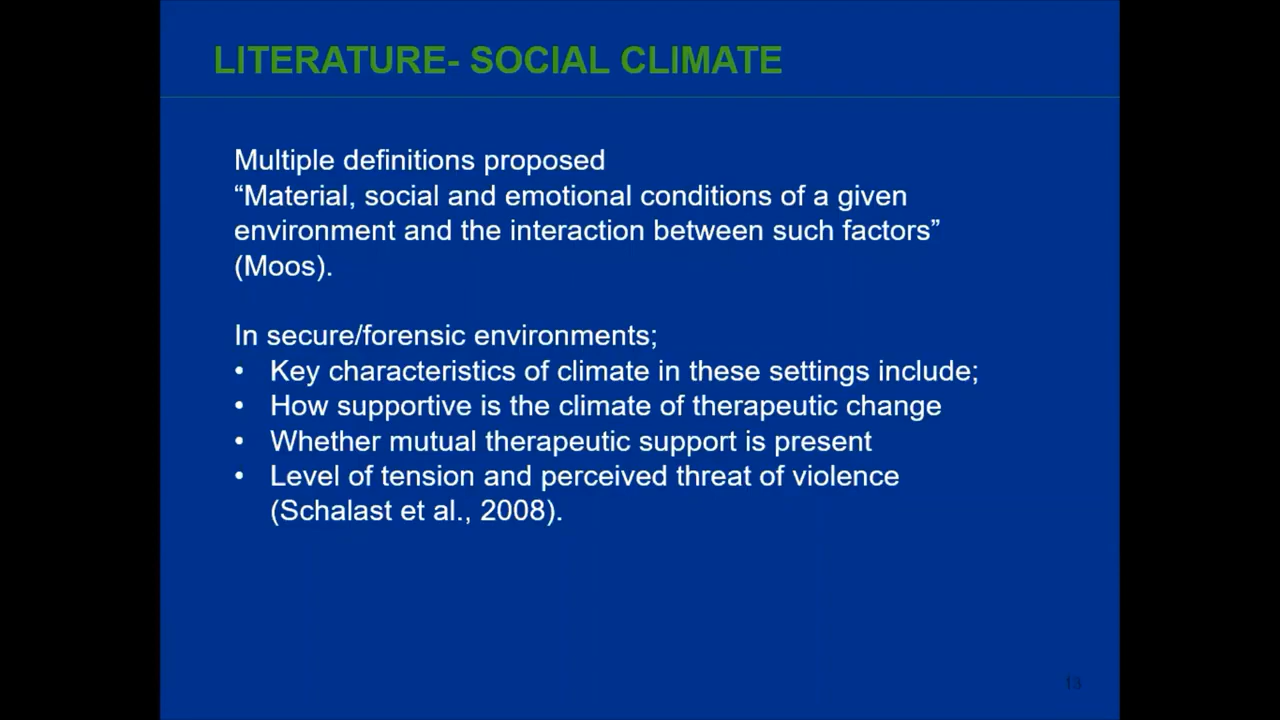 LITERATURE- SOCIAL CLIMATE
Multiple definitions proposed
“Material, social and emotional conditions of a given
environment and the interaction between such factors”
(Moos).
In secure/forensic environments;
• Key characteristics of climate in these settings include;
• How supportive is the climate of therapeutic change
• Whether mutual therapeutic support is present
• Level of tension and perceived threat of violence
(Schalast et al., 2008).